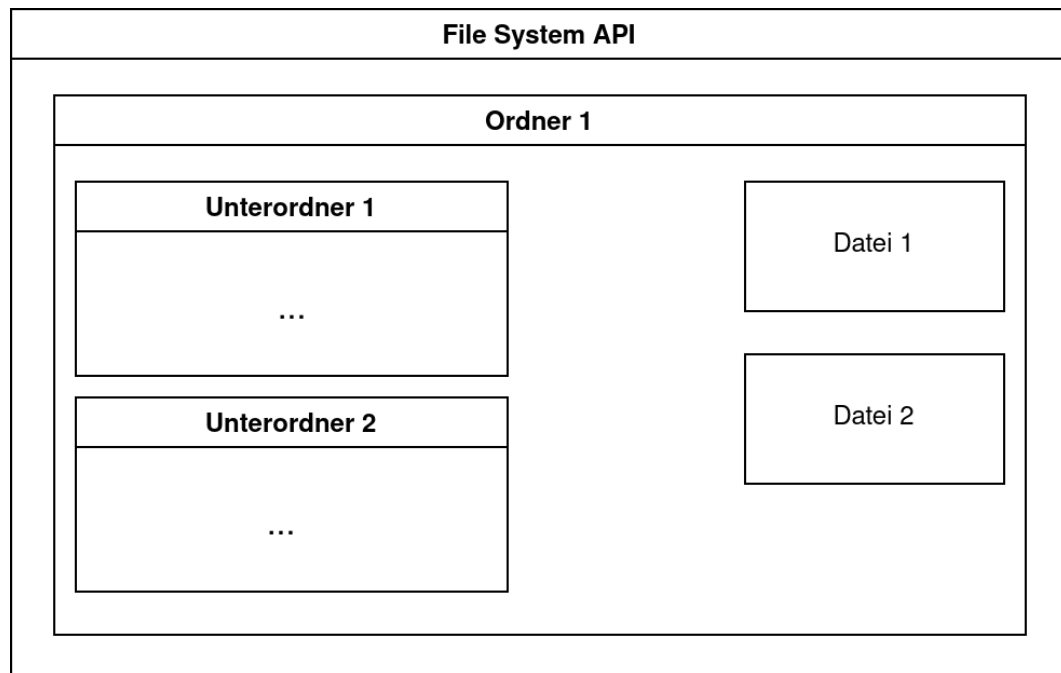 File System API
Ordner 1
Unterordner 1
...
Unterordner 2
...
Datei 1
Datei 2